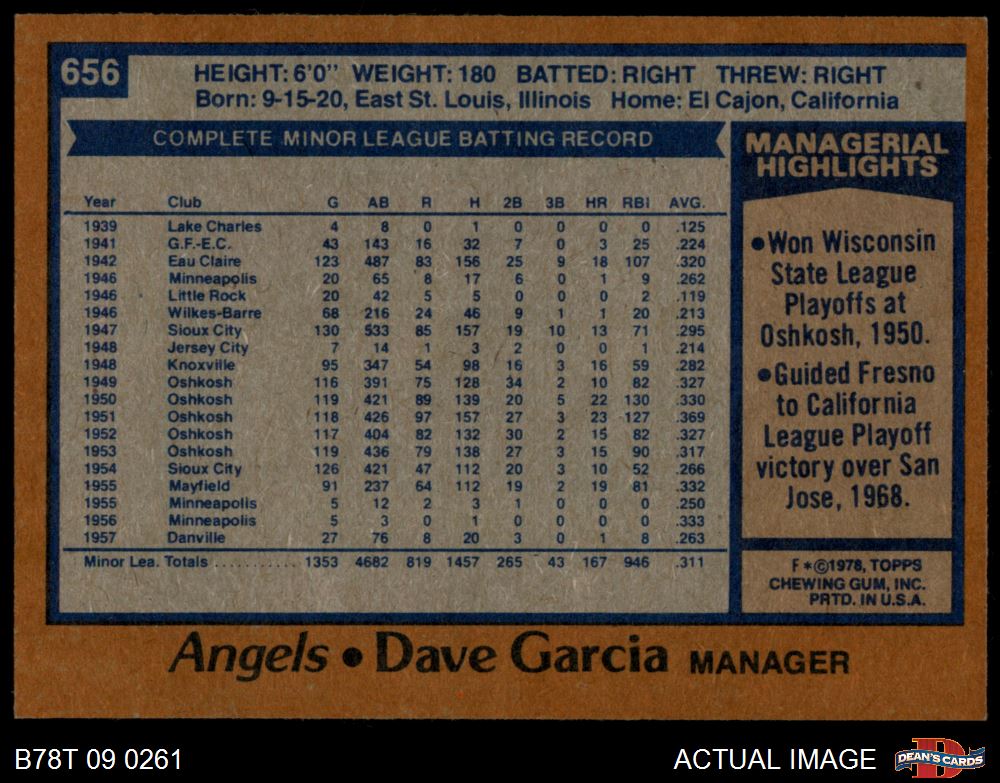 656
HEIGHT: 6'0" WEIGHT: 180 BATTED: RIGHT THREW: RIGHT
Born: 9-15-20, East St. Louis, Illinois Home: El Cajon, California
COMPLETE MINOR LEAGUE BATTING RECORD
Year Club G AB R H 2B 3B HR RBI AVG.
1939 Lake Charles 4 8 0 1 0 0 0 0 .125
1941 G.F.-E.C. 43 143 16 32 7 0 3 25 .224
1942 Eau Claire 123 487 83 156 25 9 18 107 .320
1946 Minneapolis 20 65 8 17 6 0 1 9 .262
1946 Little Rock 20 42 5 5 0 0 0 2 .119
1946 Wilkes-Barre 68 216 24 46 9 1 1 20 .213
1947 Sioux City 130 533 85 157 19 10 13 71 .295
1948 Jersey City 7 14 1 3 2 0 0 1 .214
1948 Knoxville 95 347 54 98 16 3 16 59 .282
1949 Oshkosh 116 391 75 128 34 2 10 82 .327
1950 Oshkosh 119 421 89 139 20 5 22 130 .330
1951 Oshkosh 118 426 97 157 27 3 23 127 .369
1952 Oshkosh 117 404 82 132 30 2 15 82 .327
1953 Oshkosh 119 436 79 138 27 3 15 90 .317
1954 Sioux City 126 421 47 112 20 3 10 52 .266
1955 Mayfield 91 237 64 112 19 2 19 81 .332
1955 Minneapolis 5 12 2 3 1 0 0 0 .250
1956 Minneapolis 5 3 0 1 0 0 0 0 .333
1957 Danville 27 76 8 20 3 0 1 8 .263
Minor Lea. Totals .......... 1353 4682 819 1457 265 43 167 946 .311
MANAGERIAL
HIGHLIGHTS
●Won Wisconsin
State League
Playoffs at
Oshkosh, 1950.
●Guided Fresno
to California
League Playoff
victory over San
Jose, 1968.
F*©1978, TOPPS
CHEWING GUM, INC.
PRTD. IN U.S.A.
Angels • Dave Garcia MANAGER
B78T 09 0261
ACTUAL IMAGE
D
DEAN'S CARDS